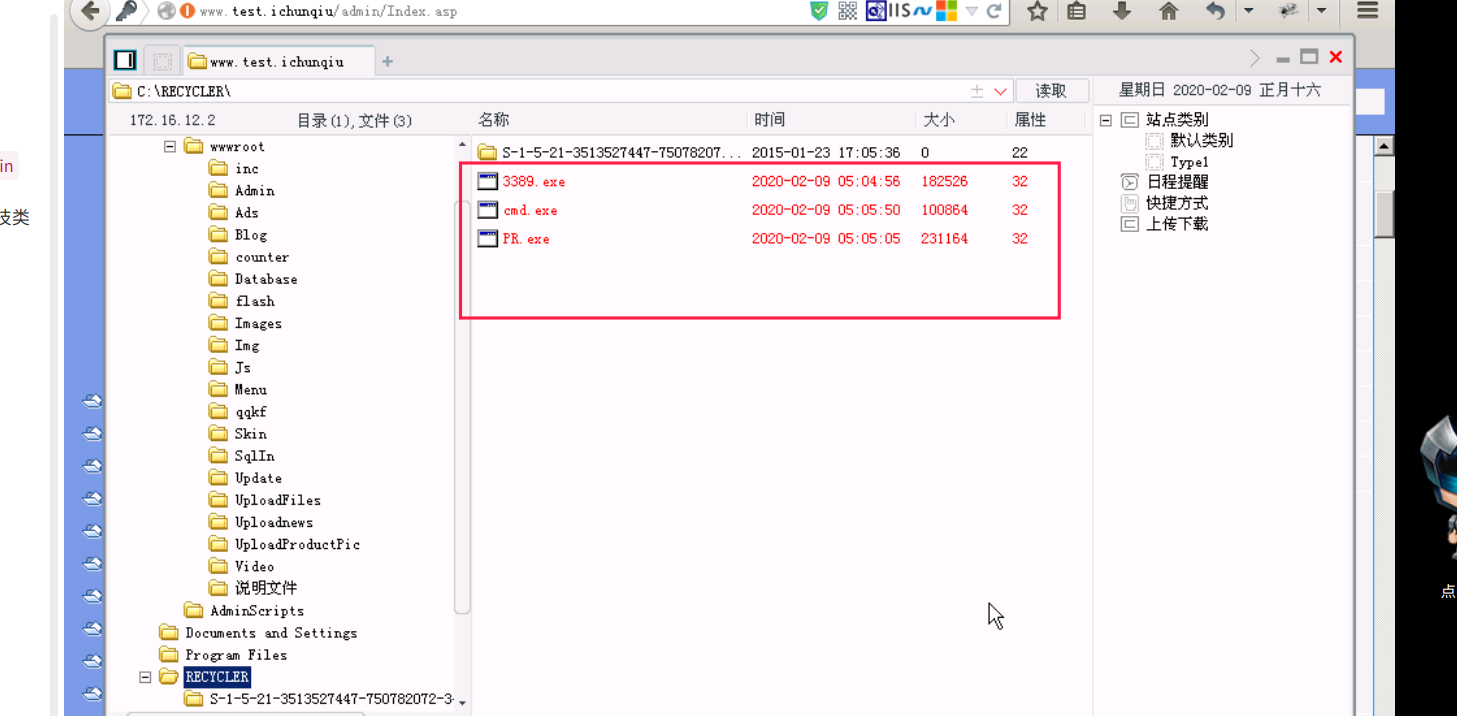 www.test.ichunqiu/admin/Index.asp
IIS
www.test.ichunqiu
C:\RECYCLER\
读取
星期日 2020-02-09 正月十六
172.16.12.2 目录(1),文件(3)
名称 时间 大小 属性
S-1-5-21-3513527447-75078207... 2015-01-23 17:05:36 0 22
3389.exe 2020-02-09 05:04:56 182526 32
cmd.exe 2020-02-09 05:05:50 100864 32
PR.exe 2020-02-09 05:05:05 231164 32
wwwroot
inc
Admin
Ads
Blog
counter
Database
flash
Images
Img
Js
Menu
qqkf
Skin
SqlIn
Update
UploadFiles
Uploadnews
UploadProductPic
Video
说明文件
AdminScripts
Documents and Settings
Program Files
RECYCLER
S-1-5-21-3513527447-750782072-3
站点类别
默认类别
Type1
日程提醒
快捷方式
上传下载
in
技类
点